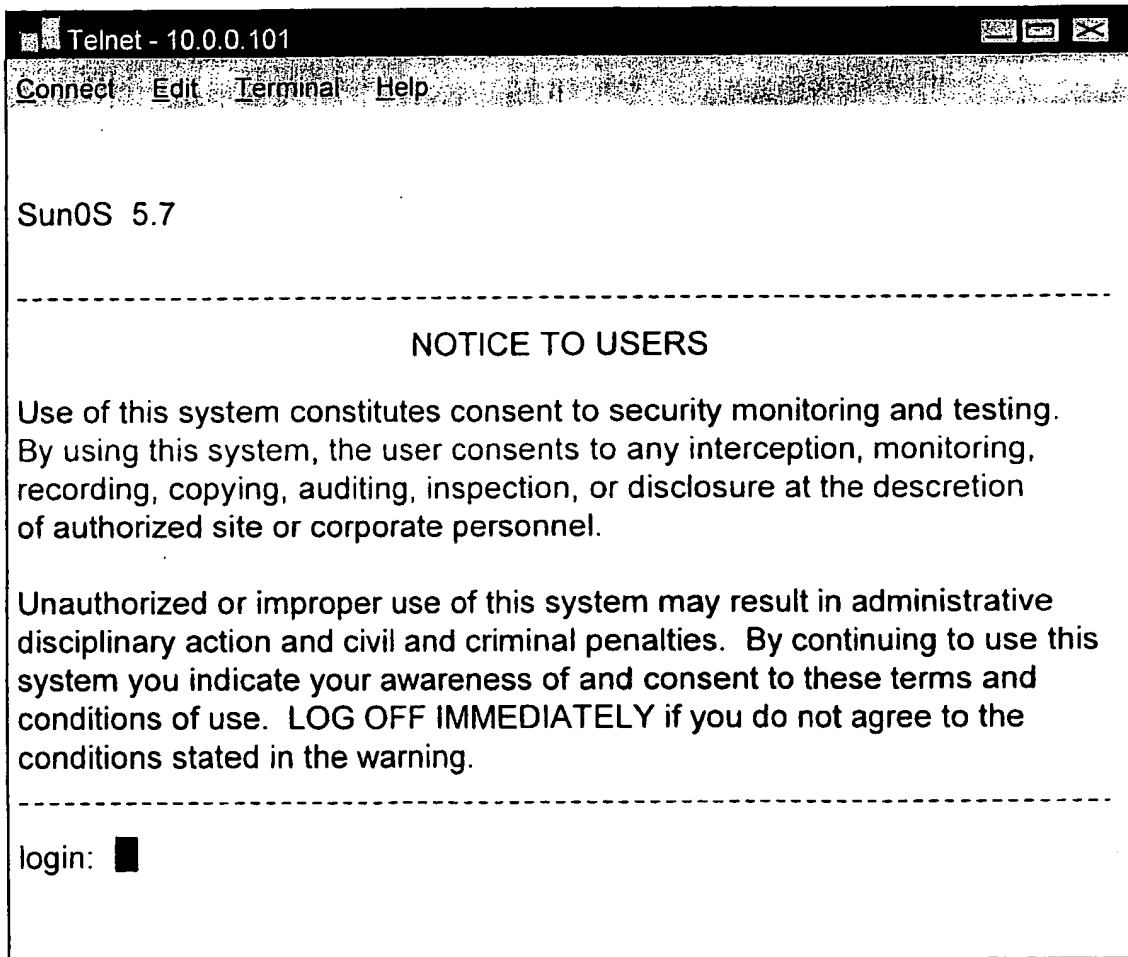 Telnet - 10.0.0.101
Connect Edit Terminal Help
Sun0S 5.7
NOTICE TO USERS
Use of this system constitutes consent to security monitoring and testing.
By using this system, the user consents to any interception, monitoring,
recording, copying, auditing, inspection, or disclosure at the descretion
of authorized site or corporate personnel.
Unauthorized or improper use of this system may result in administrative
disciplinary action and civil and criminal penalties. By continuing to use this
system you indicate your awareness of and consent to these terms and
conditions of use. LOG OFF IMMEDIATELY if you do not agree to the
conditions stated in the warning.
login: